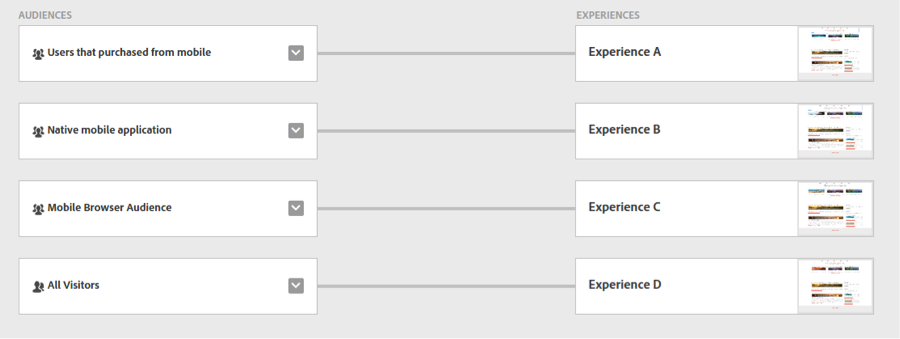 AUDIENCES
EXPERIENCES
Users that purchased from mobile
Experience A
Native mobile application
Experience B
Mobile Browser Audience
Experience C
All Visitors
Experience D